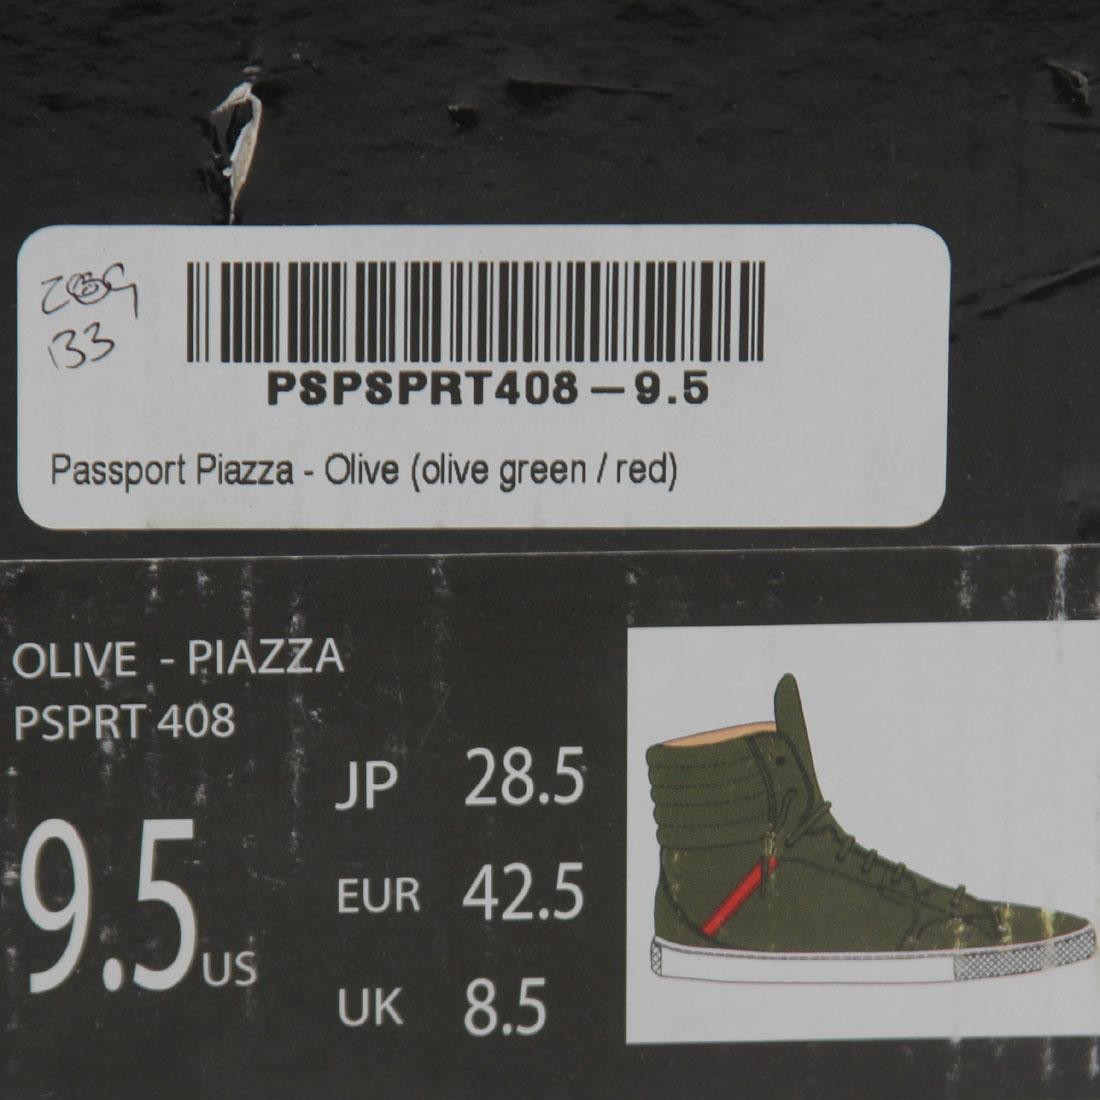 133
PSPSPRT408-9.5
Passport Piazza - Olive (olive green / red)
OLIVE - PIAZZA
PSPRT 408
9.5 US
JP 28.5
EUR 42.5
UK 8.5